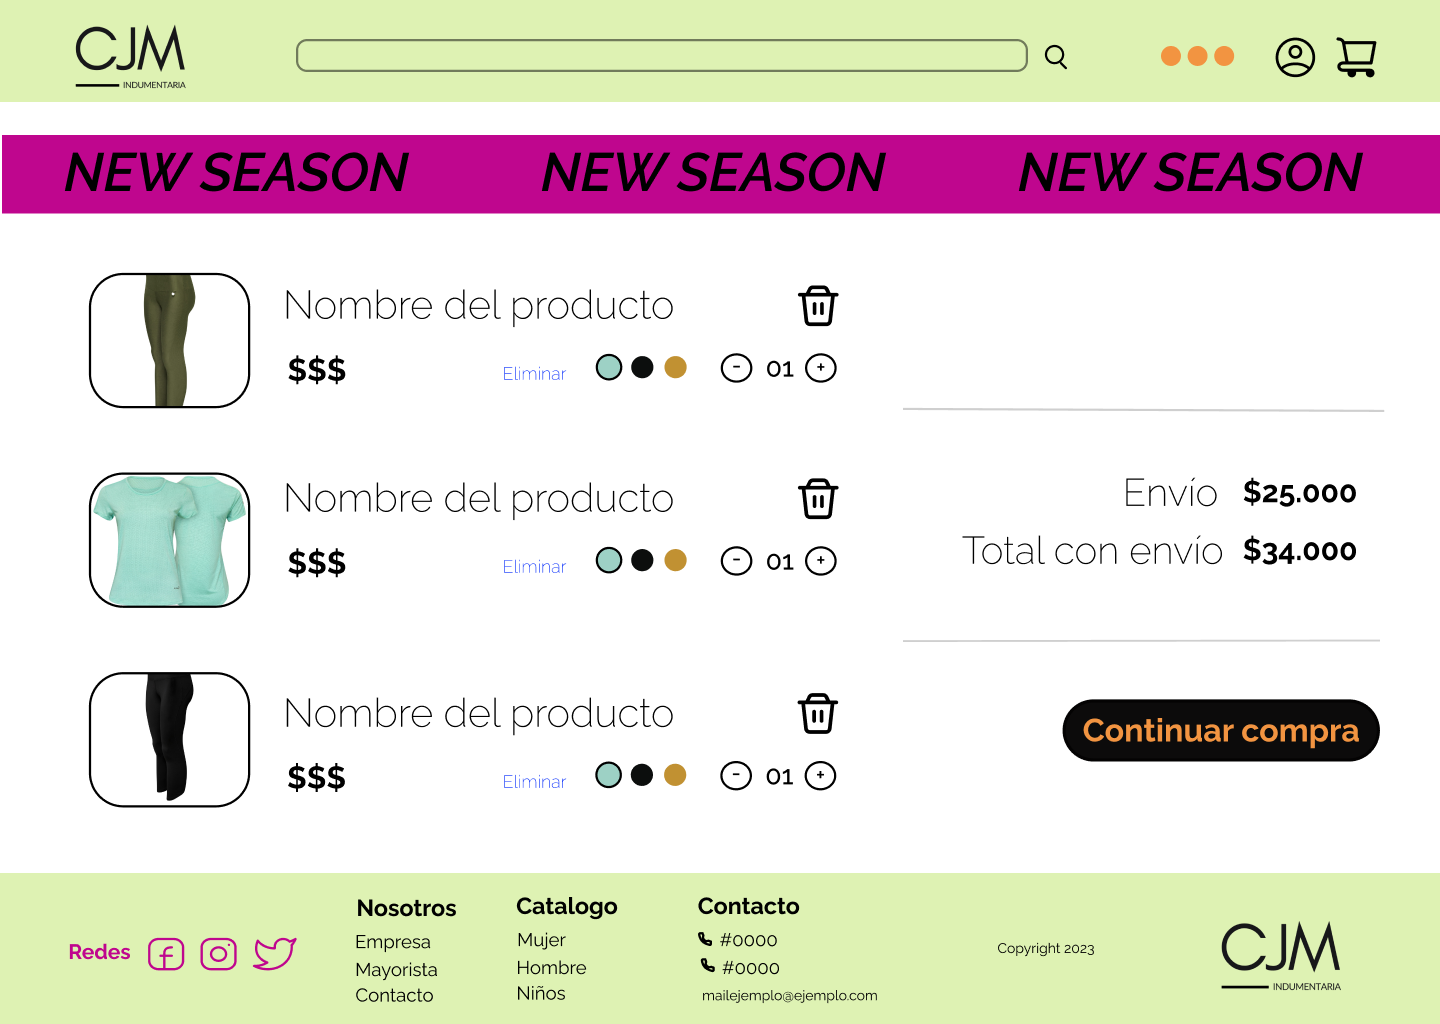 CJM
INDUMENTARIA
NEW SEASON NEW SEASON NEW SEASON
Nombre del producto
$$$ Eliminar - 01 +
Nombre del producto
$$$ Eliminar - 01 +
Nombre del producto
$$$ Eliminar - 01 +
Envío $25.000
Total con envío $34.000
Continuar compra
Redes
Nosotros
Empresa
Mayorista
Contacto
Catalogo
Mujer
Hombre
Niños
Contacto
#0000
#0000
mailejemplo@ejemplo.com
Copyright 2023
CJM
INDUMENTARIA